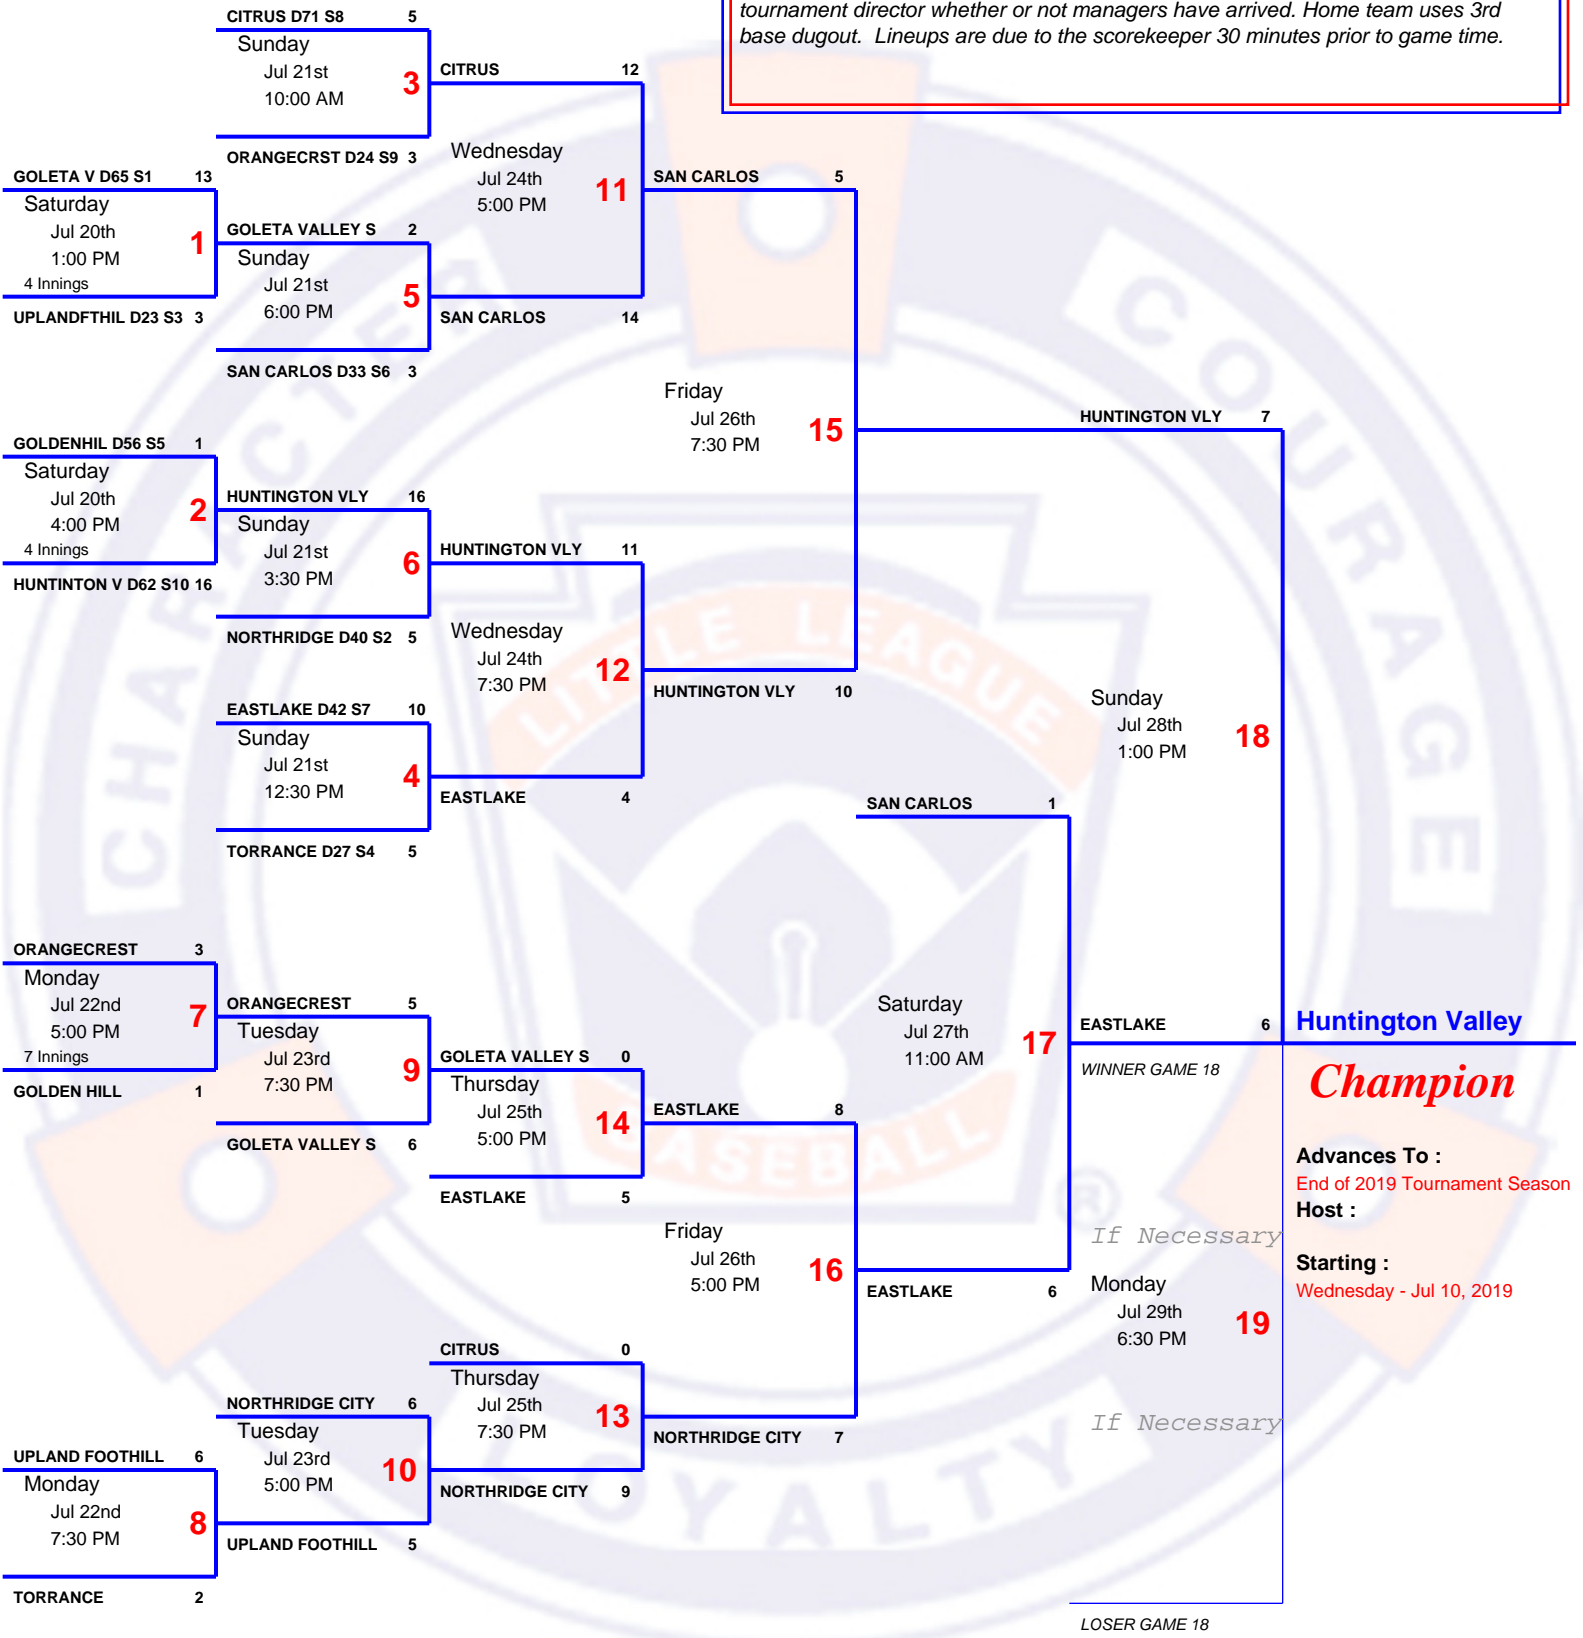 tournament director whether or not managers have arrived. Home team uses 3rd
base dugout. Lineups are due to the scorekeeper 30 minutes prior to game time.
CITRUS D71 S8 5
Sunday
Jul 21st
10:00 AM
3
ORANGECRST D24 S9 3
CITRUS 12
Wednesday
Jul 24th
5:00 PM
11
GOLETA V D65 S1 13
Saturday
Jul 20th
1:00 PM
4 Innings
1
UPLANDFTHIL D23 S3 3
GOLETA VALLEY S 2
Sunday
Jul 21st
6:00 PM
5
SAN CARLOS D33 S6 3
SAN CARLOS 14
SAN CARLOS 5
Friday
Jul 26th
7:30 PM
15
GOLDENHIL D56 S5 1
Saturday
Jul 20th
4:00 PM
4 Innings
2
HUNTINTON V D62 S10 16
HUNTINGTON VLY 16
Sunday
Jul 21st
3:30 PM
6
NORTHRIDGE D40 S2 5
HUNTINGTON VLY 11
Wednesday
Jul 24th
7:30 PM
12
EASTLAKE D42 S7 10
Sunday
Jul 21st
12:30 PM
4
TORRANCE D27 S4 5
EASTLAKE 4
HUNTINGTON VLY 10
HUNTINGTON VLY 7
Sunday
Jul 28th
1:00 PM
18
SAN CARLOS 1
Saturday
Jul 27th
11:00 AM
17
EASTLAKE 6
WINNER GAME 18
Huntington Valley
Champion
Advances To :
End of 2019 Tournament Season
Host :
Starting :
Wednesday - Jul 10, 2019
ORANGECREST 3
Monday
Jul 22nd
5:00 PM
7 Innings
7
GOLDEN HILL 1
ORANGECREST 5
Tuesday
Jul 23rd
7:30 PM
9
GOLETA VALLEY S 6
GOLETA VALLEY S 0
Thursday
Jul 25th
5:00 PM
14
EASTLAKE 5
EASTLAKE 8
Friday
Jul 26th
5:00 PM
16
EASTLAKE 6
If Necessary
Monday
Jul 29th
6:30 PM
19
If Necessary
CITRUS 0
Thursday
Jul 25th
7:30 PM
13
NORTHRIDGE CITY 7
NORTHRIDGE CITY 6
Tuesday
Jul 23rd
5:00 PM
10
NORTHRIDGE CITY 9
UPLAND FOOTHILL 6
Monday
Jul 22nd
7:30 PM
8
UPLAND FOOTHILL 5
TORRANCE 2
LOSER GAME 18
CHARACTER
COURAGE
LOYALTY
LITTLE LEAGUE
BASEBALL
®